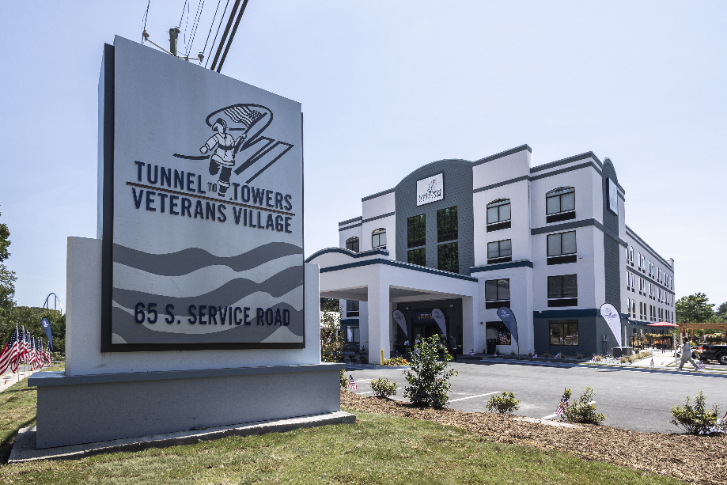 TUNNEL TO TOWERS
VETERANS VILLAGE
65 S. SERVICE ROAD